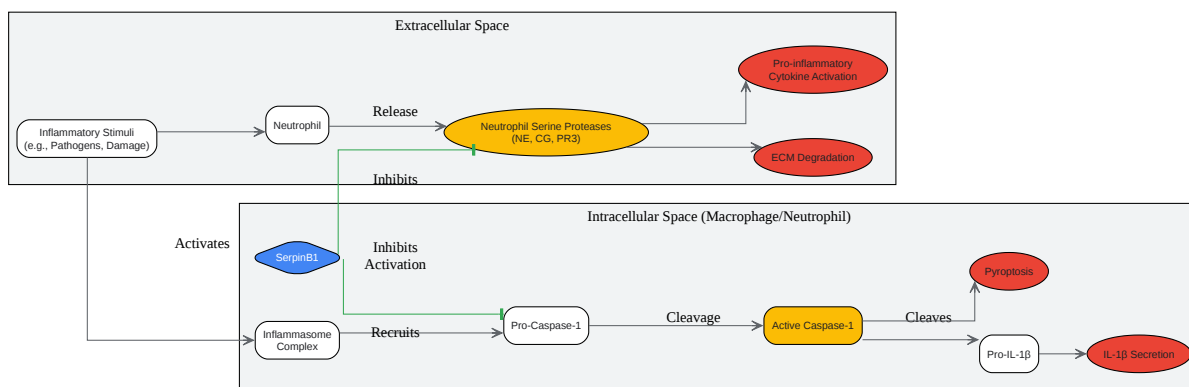 Extracellular Space
Pro-inflammatory
Cytokine Activation
Release
Inflammatory Stimuli
(e.g., Pathogens, Damage)
Neutrophil
Neutrophil Serine Proteases
(NE, CG, PR3)
ECM Degradation
Inhibits
Intracellular Space (Macrophage/Neutrophil)
Activates
SerpinB1
Inhibits
Activation
Pyroptosis
Inflammasome
Complex
Recruits
Pro-Caspase-1
Cleavage
Active Caspase-1
Cleaves
Pro-IL-1β
IL-1β Secretion